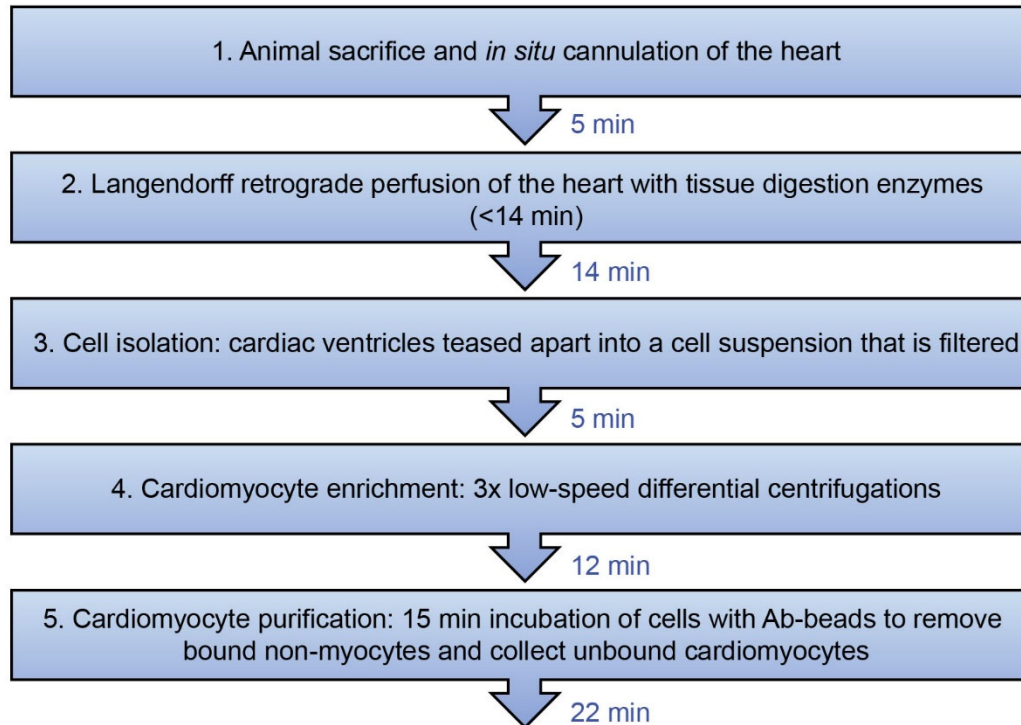 1. Animal sacrifice and in situ cannulation of the heart
5 min
2. Langendorff retrograde perfusion of the heart with tissue digestion enzymes
(<14 min)
14 min
3. Cell isolation: cardiac ventricles teased apart into a cell suspension that is filtered
5 min
4. Cardiomyocyte enrichment: 3x low-speed differential centrifugations
12 min
5. Cardiomyocyte purification: 15 min incubation of cells with Ab-beads to remove
bound non-myocytes and collect unbound cardiomyocytes
22 min